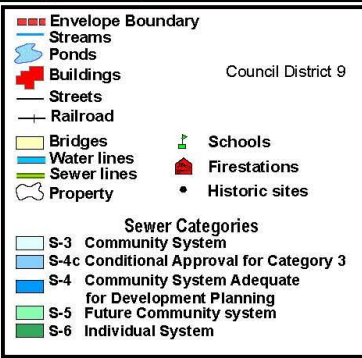 Envelope Boundary
Streams
Ponds
Buildings
Council District 9
Streets
Railroad
Bridges
Schools
Water lines
Firestations
Sewer lines
Property
Historic sites
Sewer Categories
S-3 Community System
S-4c Conditional Approval for Category 3
S-4 Community System Adequate
for Development Planning
S-5 Future Community system
S-6 Individual System